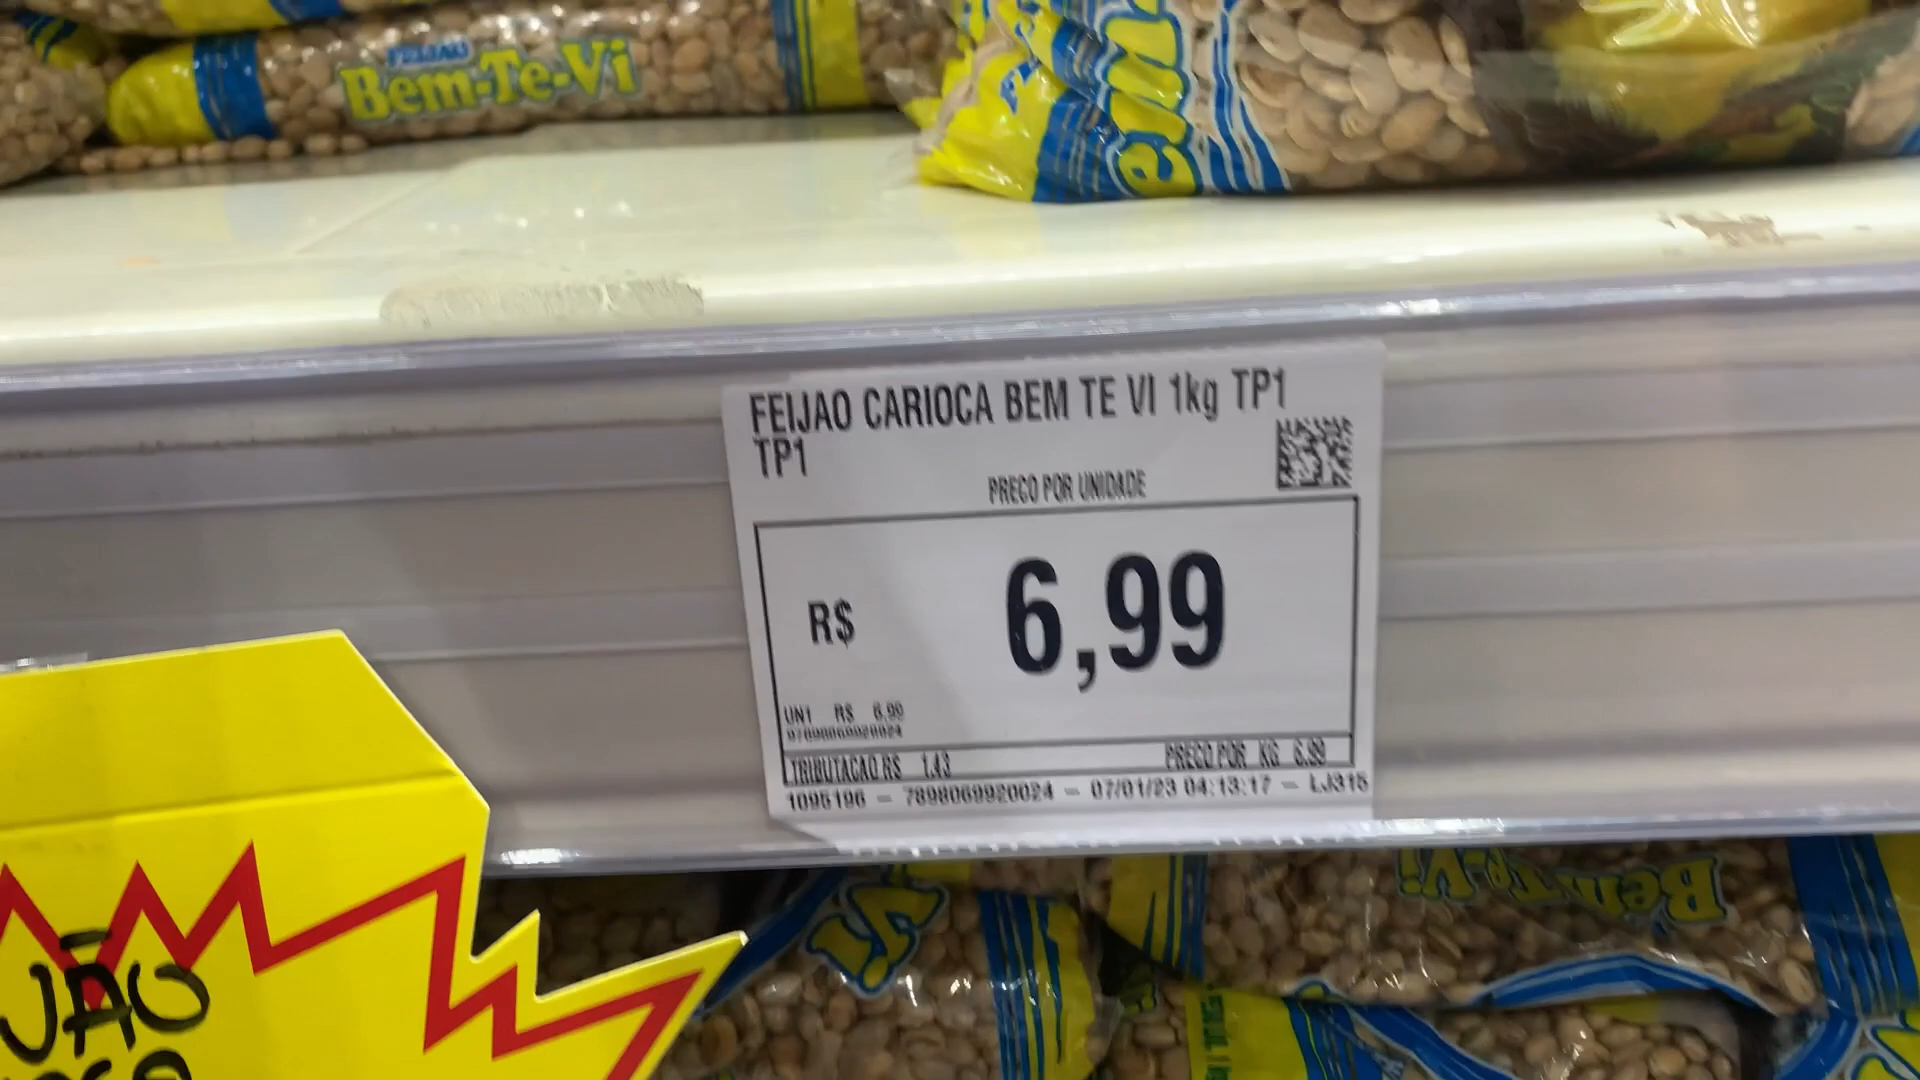 FEIJAO
Bem-Te-Vi
FEIJAO CARIOCA BEM TE VI 1kg TP1
TP1
PRECO POR UNIDADE
R$ 6,99
UN1 R$ 6,99
TRIBUTACAO R$ 1,43 PRECO POR KG 6.99
1095196 - 7898069920024 - 07/01/23 04:13:17 - LJ315
Vi
Bem-Te-Vi
JÃO